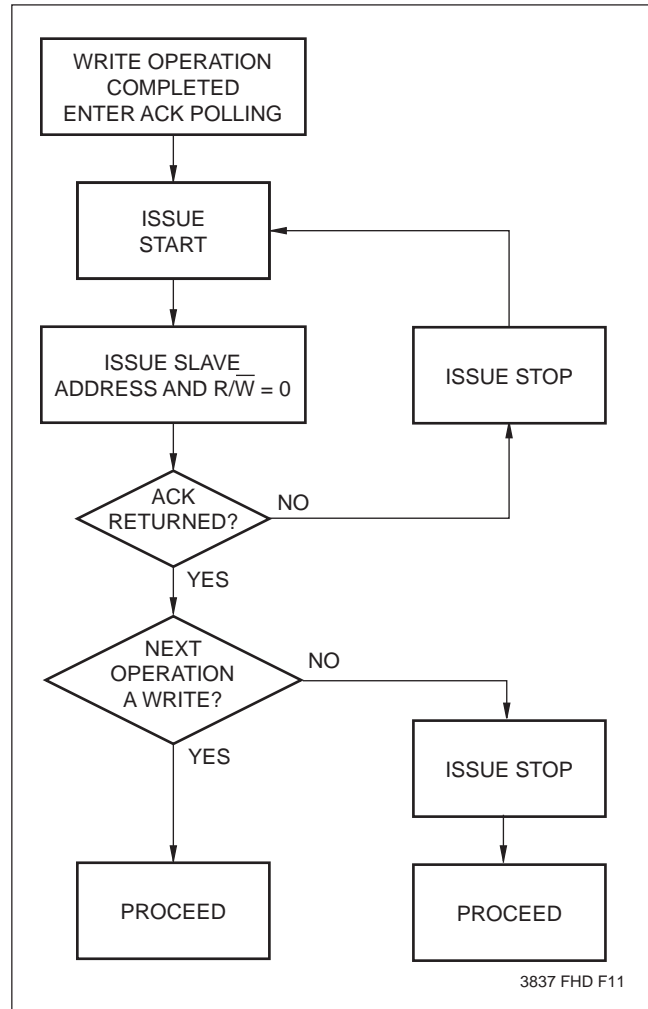 WRITE OPERATION
COMPLETED
ENTER ACK POLLING
ISSUE
START
ISSUE SLAVE
ADDRESS AND R/W̅ = 0
ISSUE STOP
ACK
RETURNED?
NO
YES
NEXT
OPERATION
A WRITE?
NO
YES
ISSUE STOP
PROCEED
PROCEED
3837 FHD F11